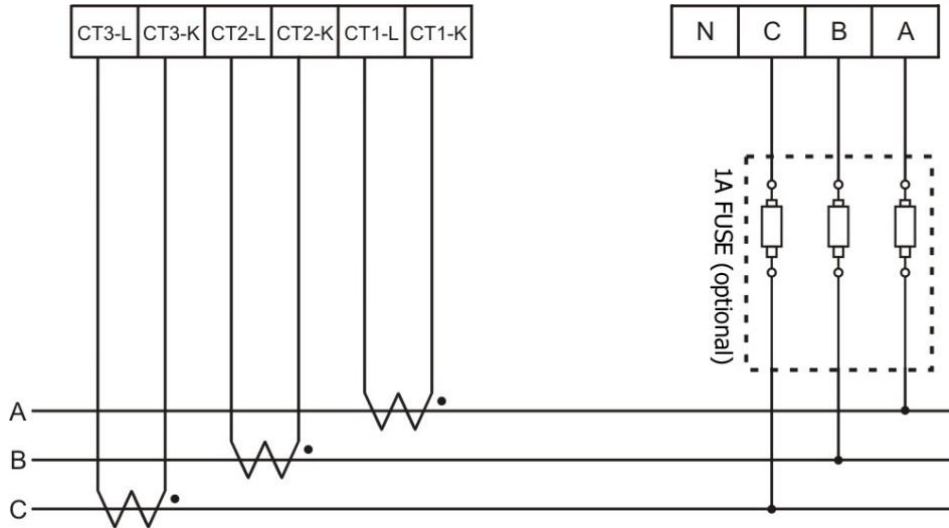 CT3-L CT3-K CT2-L CT2-K CT1-L CT1-K
N C B A
1A FUSE (optional)
A
B
C